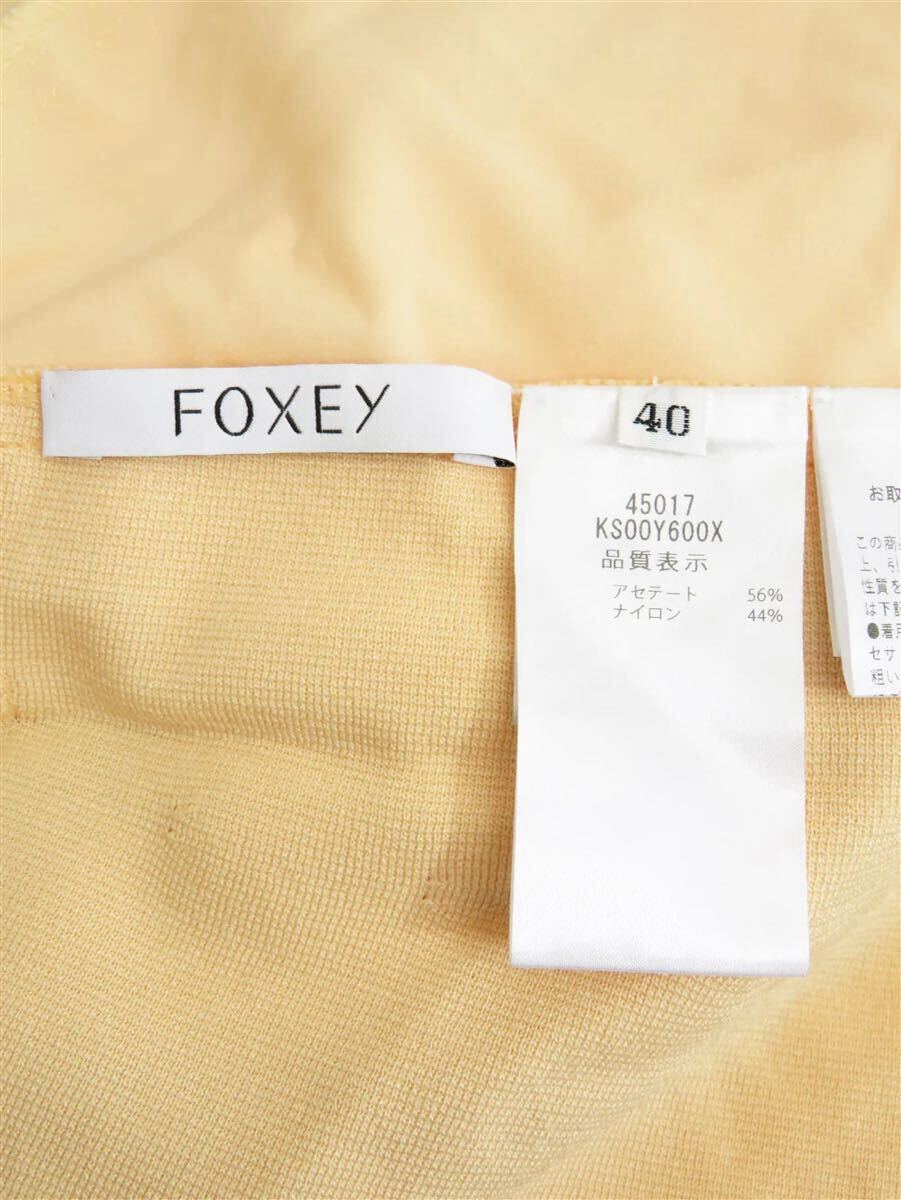 FOXEY
40
45017
KS00Y600X
品質表示
アセテート 56%
ナイロン 44%
お取
この商
上、引
性質を
は下記
●着用
セサ
粗い